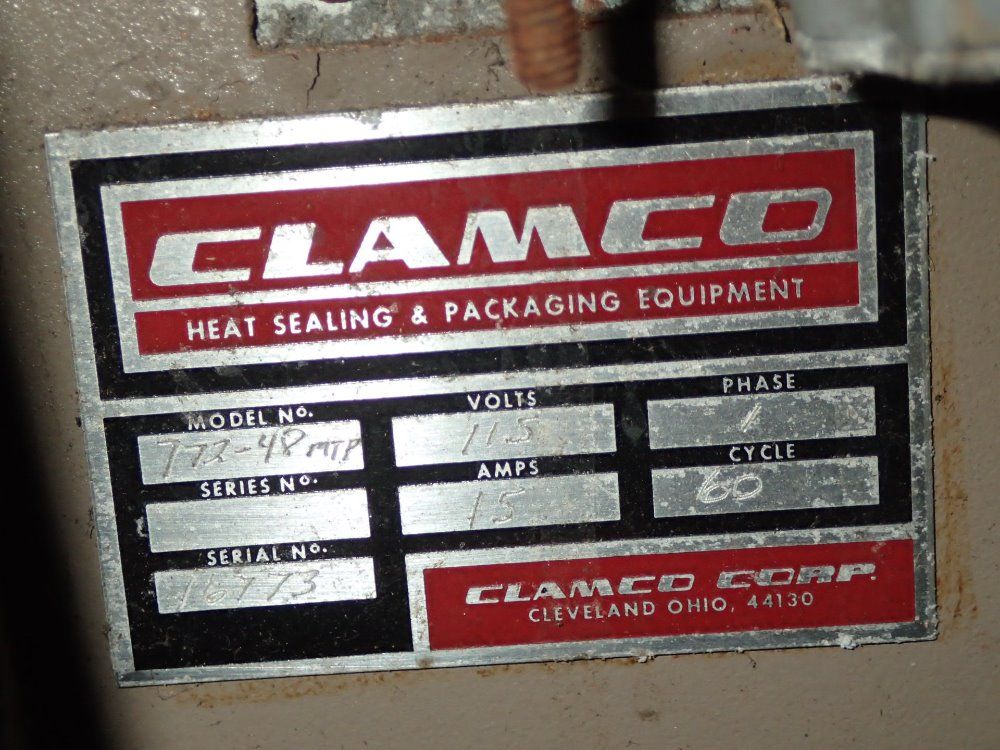 CLAMCO
HEAT SEALING & PACKAGING EQUIPMENT
MODEL No.
772-48 MTP
VOLTS
115
PHASE
1
SERIES No.
AMPS
15
CYCLE
60
SERIAL No.
16773
CLAMCO CORP.
CLEVELAND OHIO, 44130